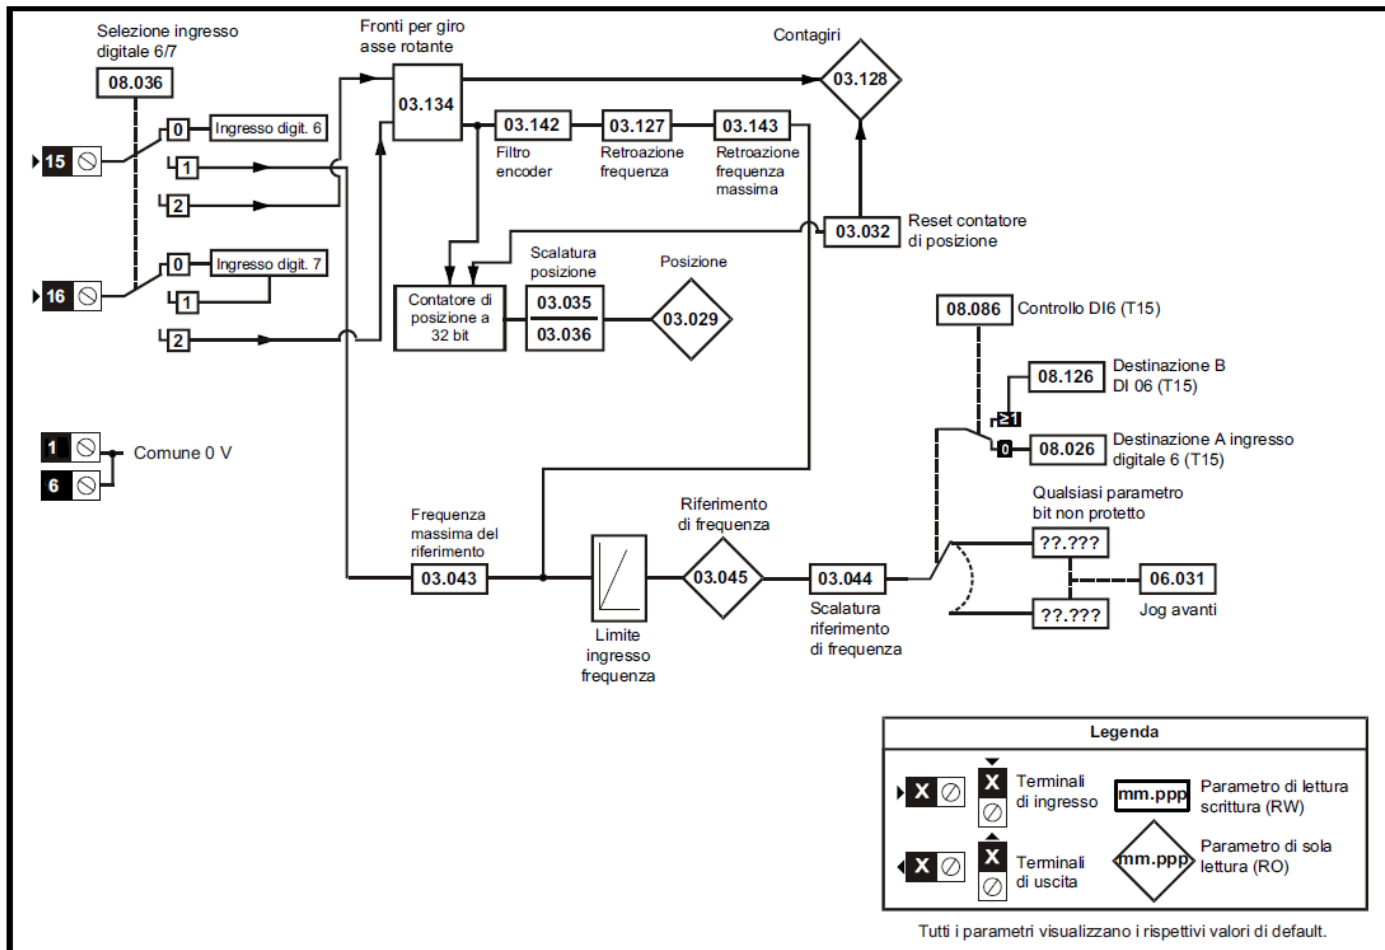 Selezione ingresso
digitale 6/7
08.036
Fronti per giro
asse rotante
03.134
Contagiri
03.128
15
0
Ingresso digit. 6
1
2
03.142
Filtro
encoder
03.127
Retroazione
frequenza
03.143
Retroazione
frequenza
massima
03.032
Reset contatore
di posizione
16
0
Ingresso digit. 7
1
2
Contatore di
posizione a
32 bit
Scalatura
posizione
03.035
03.036
Posizione
03.029
08.086
Controllo DI6 (T15)
08.126
Destinazione B
DI 06 (T15)
≥1
0
08.026
Destinazione A ingresso
digitale 6 (T15)
1
6
Comune 0 V
Frequenza
massima del
riferimento
03.043
Limite
ingresso
frequenza
Riferimento
di frequenza
03.045
03.044
Scalatura
riferimento
di frequenza
Qualsiasi parametro
bit non protetto
??.???
??.???
06.031
Jog avanti
Legenda
X
X
Terminali
di ingresso
mm.ppp
Parametro di lettura
scrittura (RW)
X
X
Terminali
di uscita
mm.ppp
Parametro di sola
lettura (RO)
Tutti i parametri visualizzano i rispettivi valori di default.